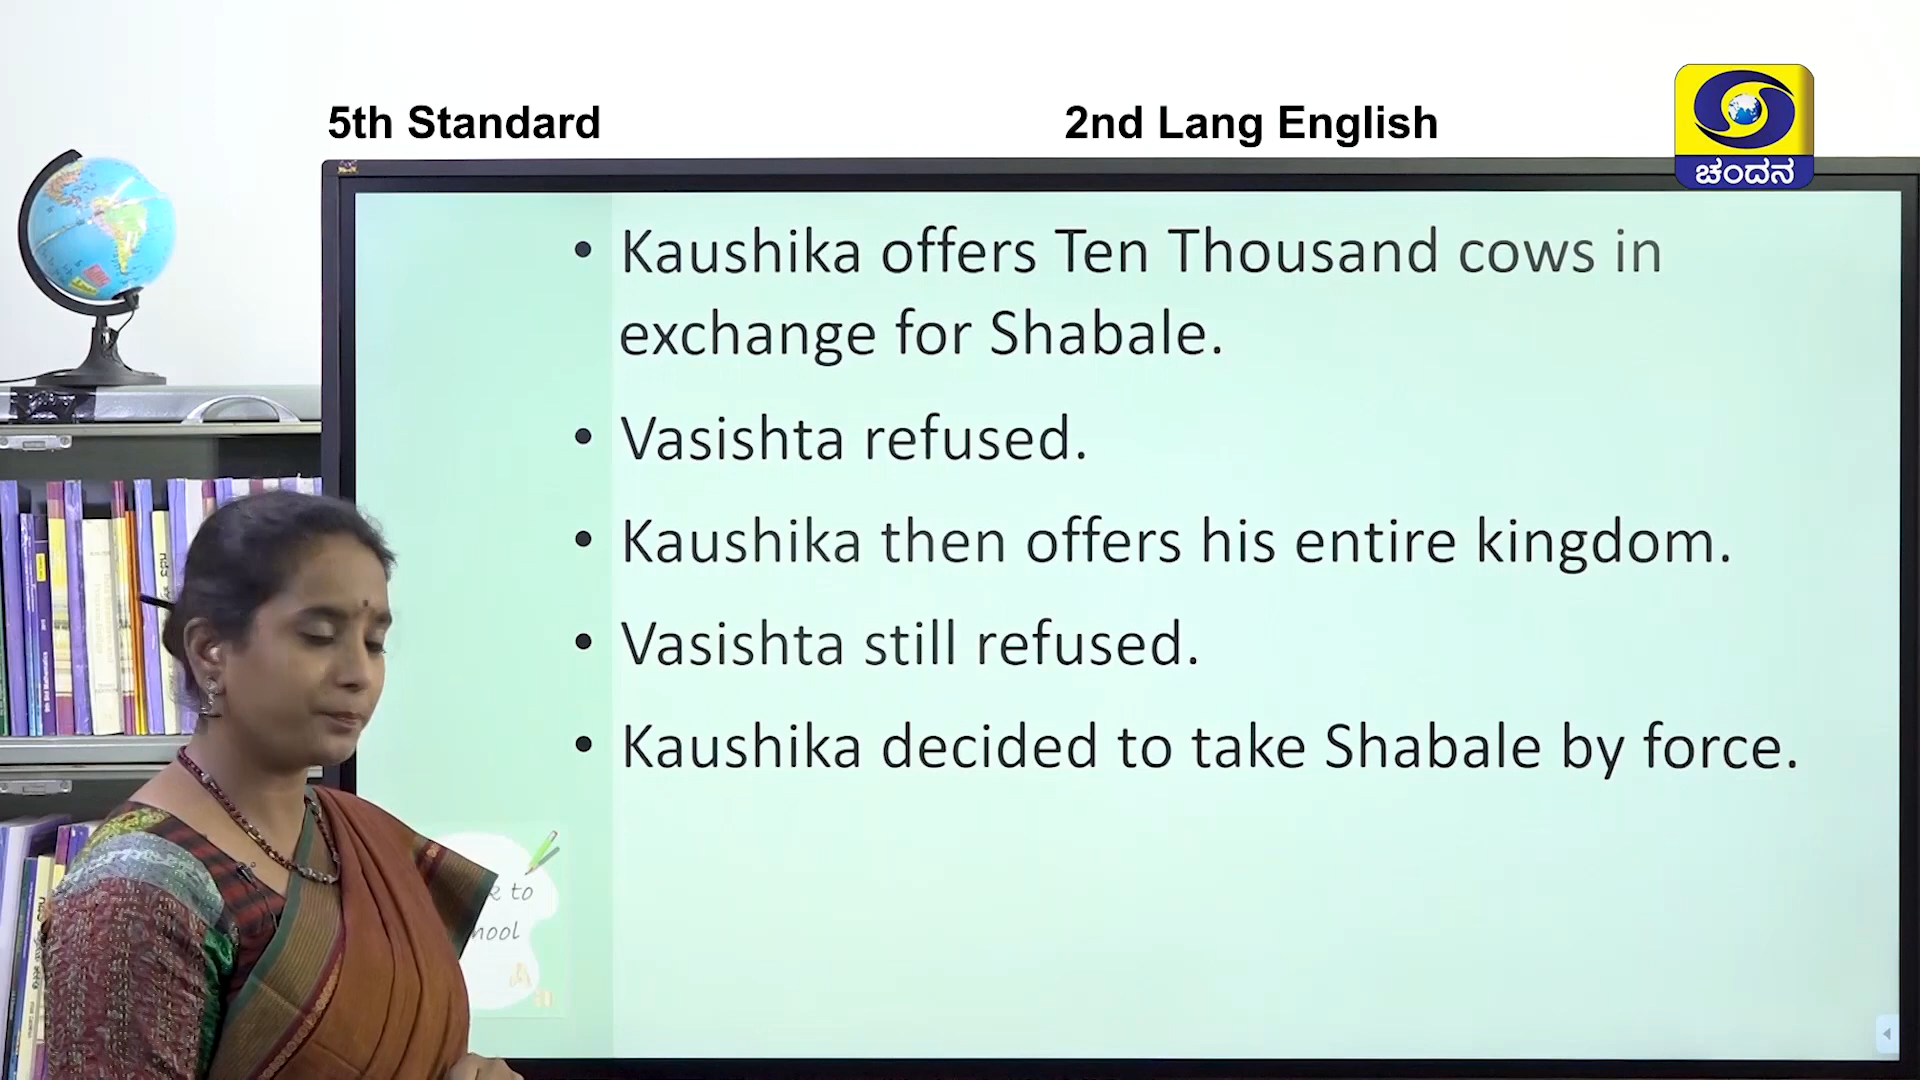 5th Standard
2nd Lang English
ಚಂದನ
• Kaushika offers Ten Thousand cows in
exchange for Shabale.
• Vasishta refused.
• Kaushika then offers his entire kingdom.
• Vasishta still refused.
• Kaushika decided to take Shabale by force.
to